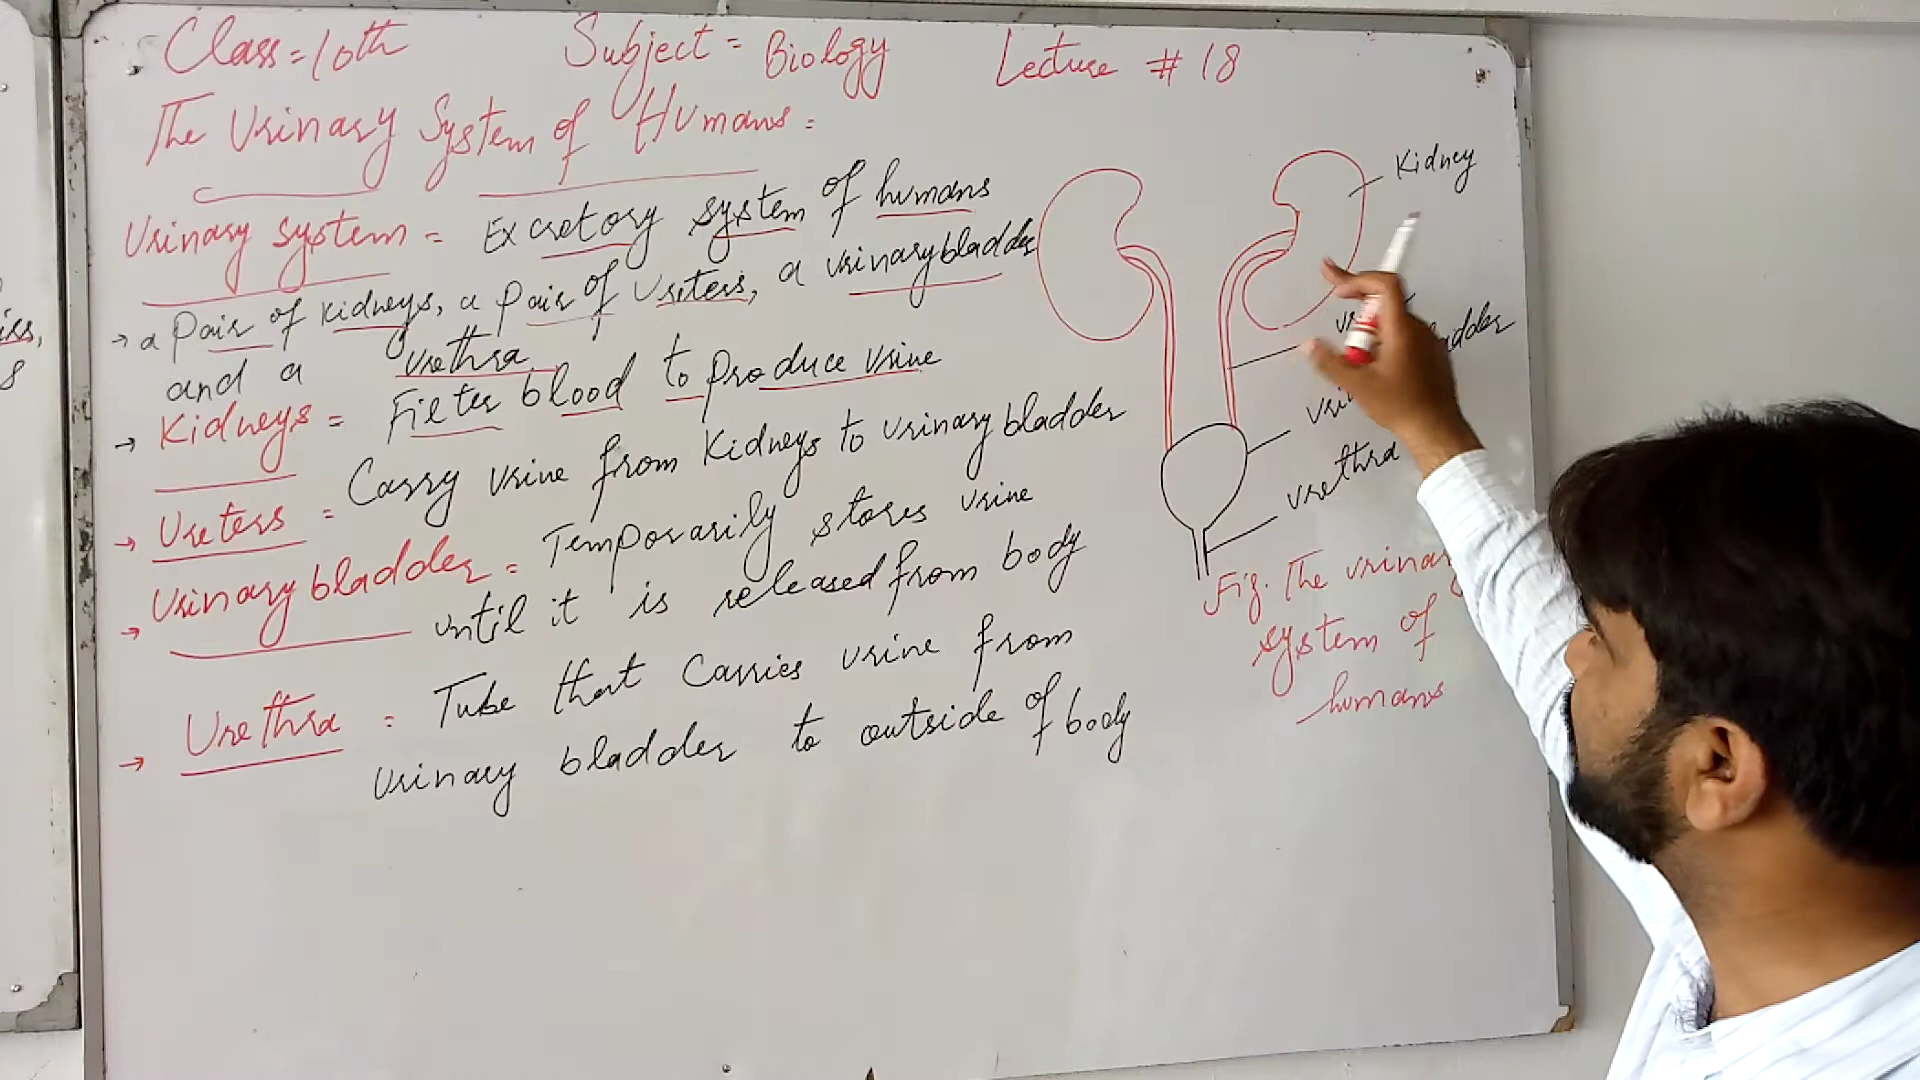 Class = 10th Subject = Biology Lecture # 18
The Urinary System of Humans =
Urinary system = Excretory system of humans
→ a pair of kidneys, a pair of Ureters, a urinary bladder
and a urethra
→ Kidneys = Filter blood to produce urine
→ Ureters = Carry urine from kidneys to urinary bladder
→ Urinary bladder = Temporarily stores urine
until it is released from body
→ Urethra = Tube that carries urine from
urinary bladder to outside of body
Kidney
urethra
Fig. The urinary
system of
humans